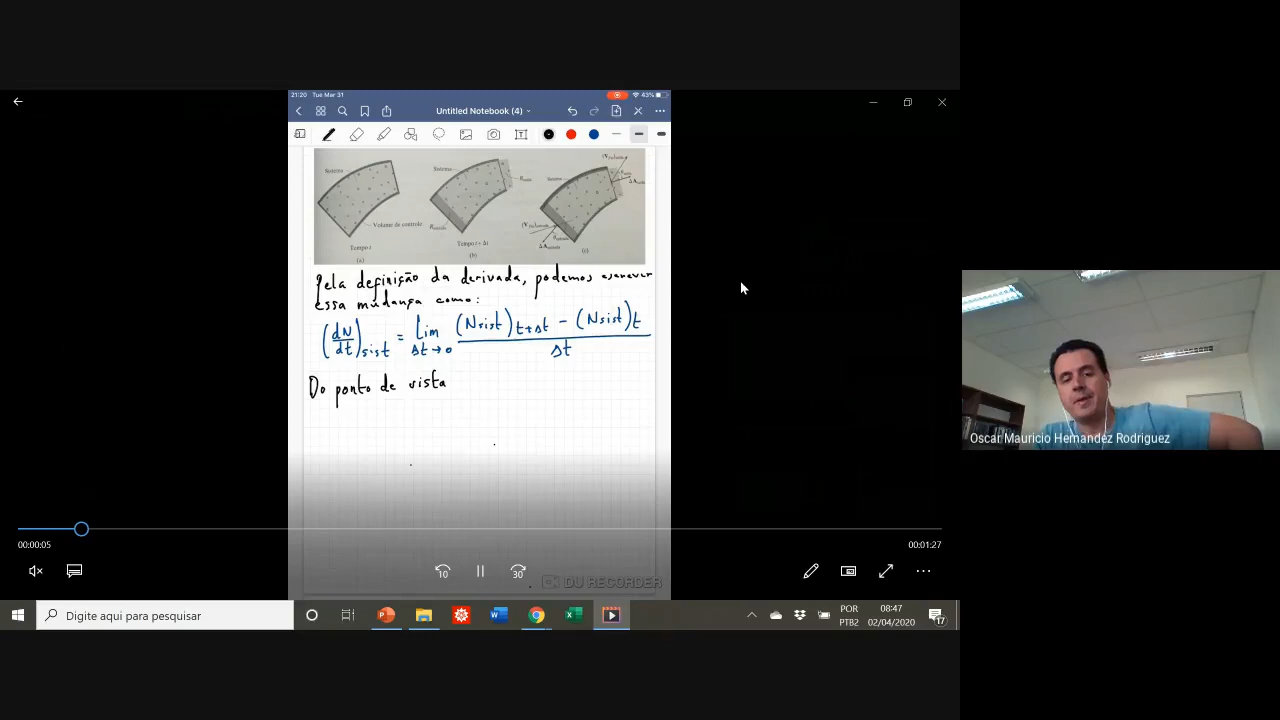 21:20 Tue Mar 31
43%
Untitled Notebook (4)
Sistema
Volume de controle
Tempo t
(a)
Sistema
Tempo t + Δt
(b)
(c)
Pela definição da derivada, podemos escrever
essa mudança como:
(dN/dt)sist = lim Δt→0 (Nsist)t+Δt − (Nsist)t / Δt
Do ponto de vista
00:00:05
00:01:27
10
30
DU RECORDER
Oscar Mauricio Hernandez Rodriguez
Digite aqui para pesquisar
POR
PTB2
08:47
02/04/2020
17